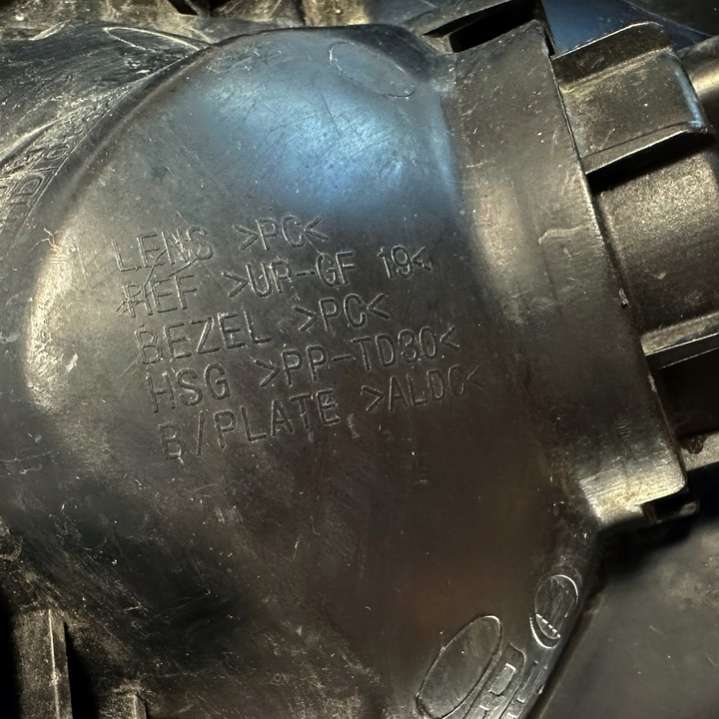 LENS >PC<
REF >UP-GF 19<
BEZEL >PC<
HSG >PP-TD30<
B/PLATE >ALDC<